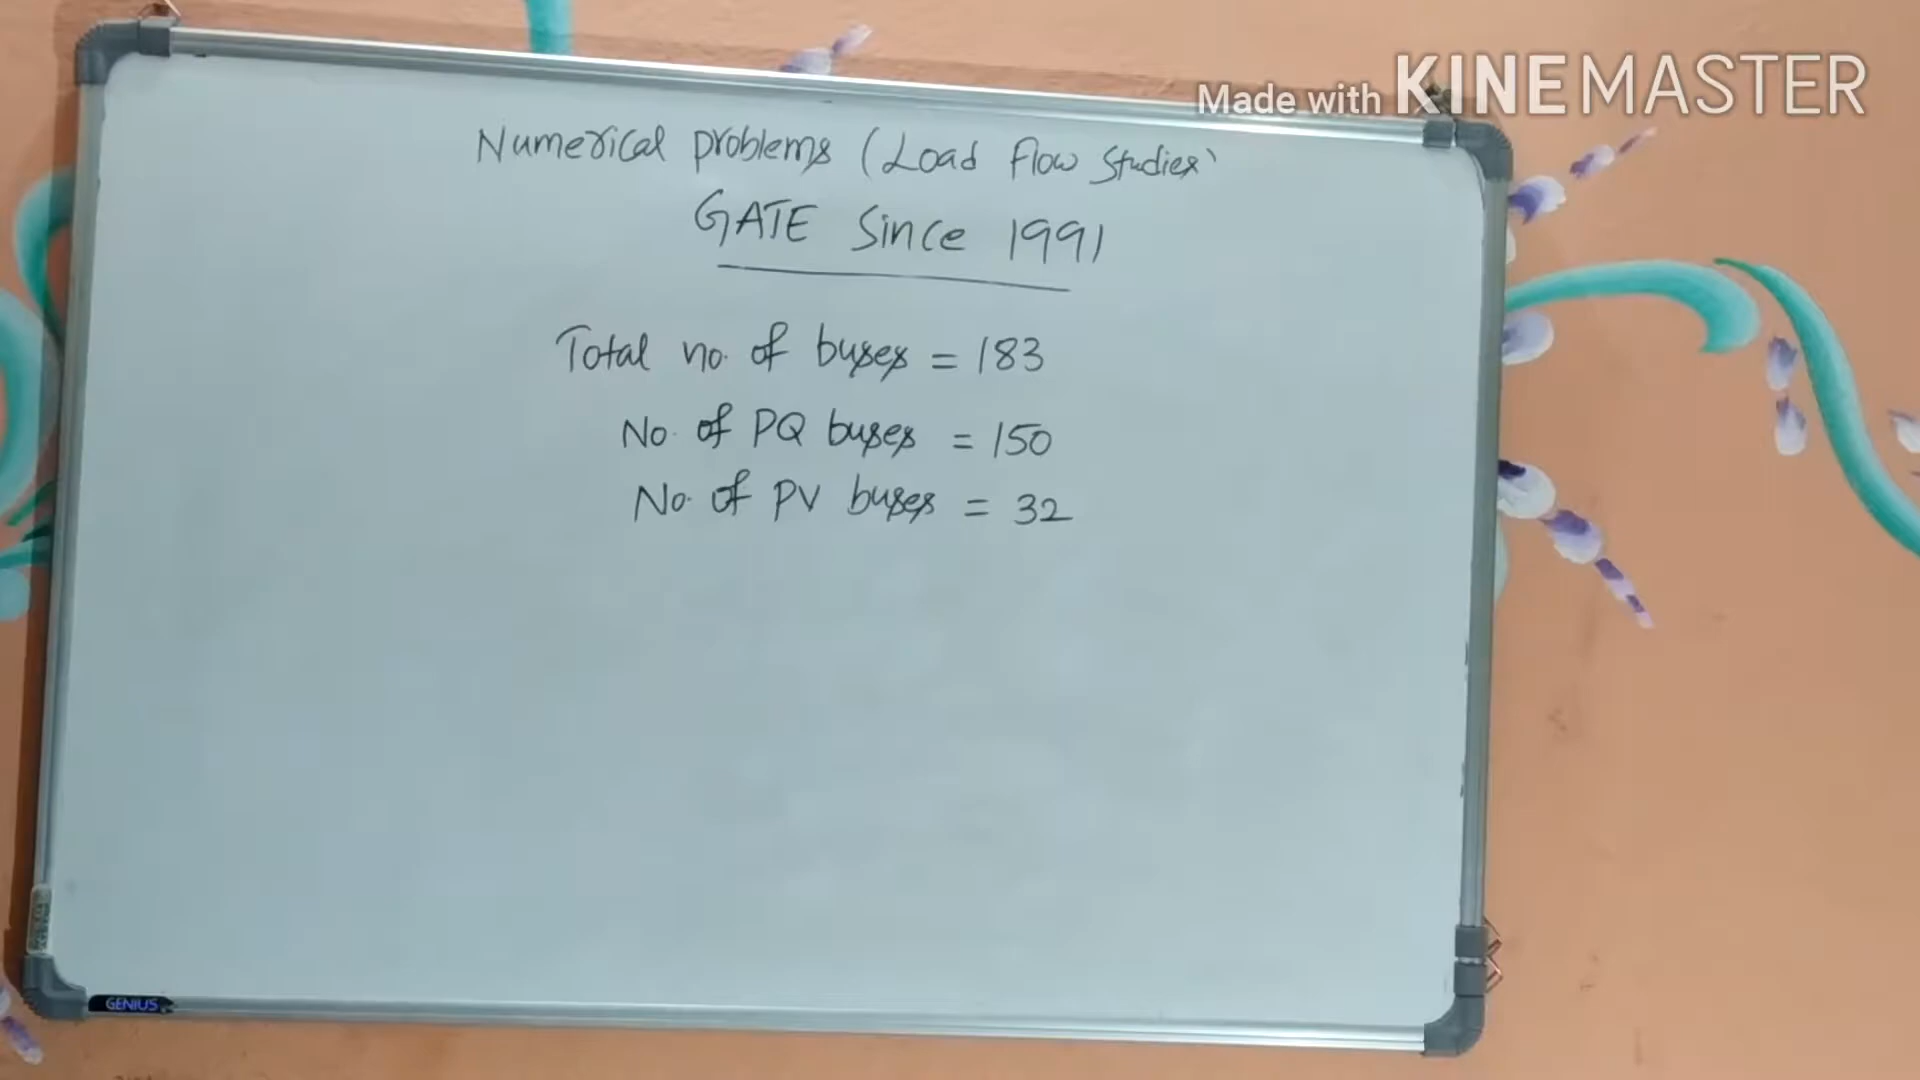 Made with KINEMASTER
Numerical problems (Load flow Studies)
GATE Since 1991
Total no. of buses = 183
No. of PQ buses = 150
No. of PV buses = 32
GENIUS